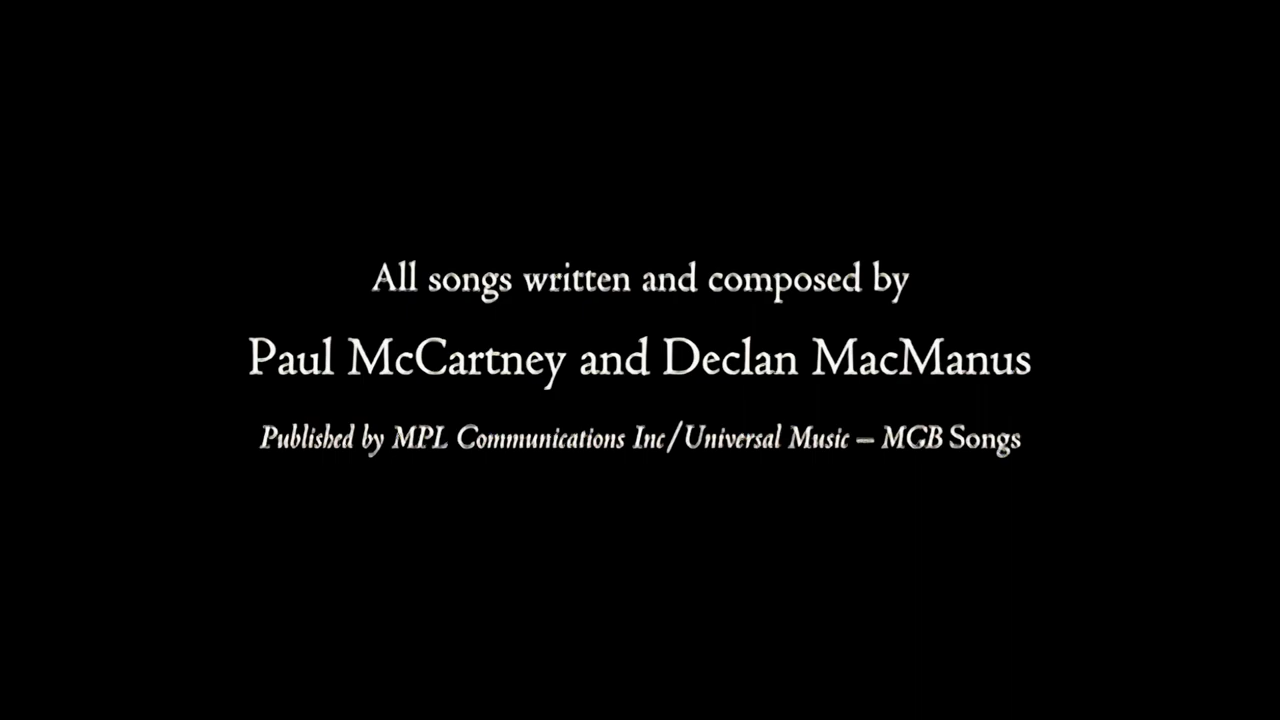 All songs written and composed by
Paul McCartney and Declan MacManus
Published by MPL Communications Inc/Universal Music – MGB Songs